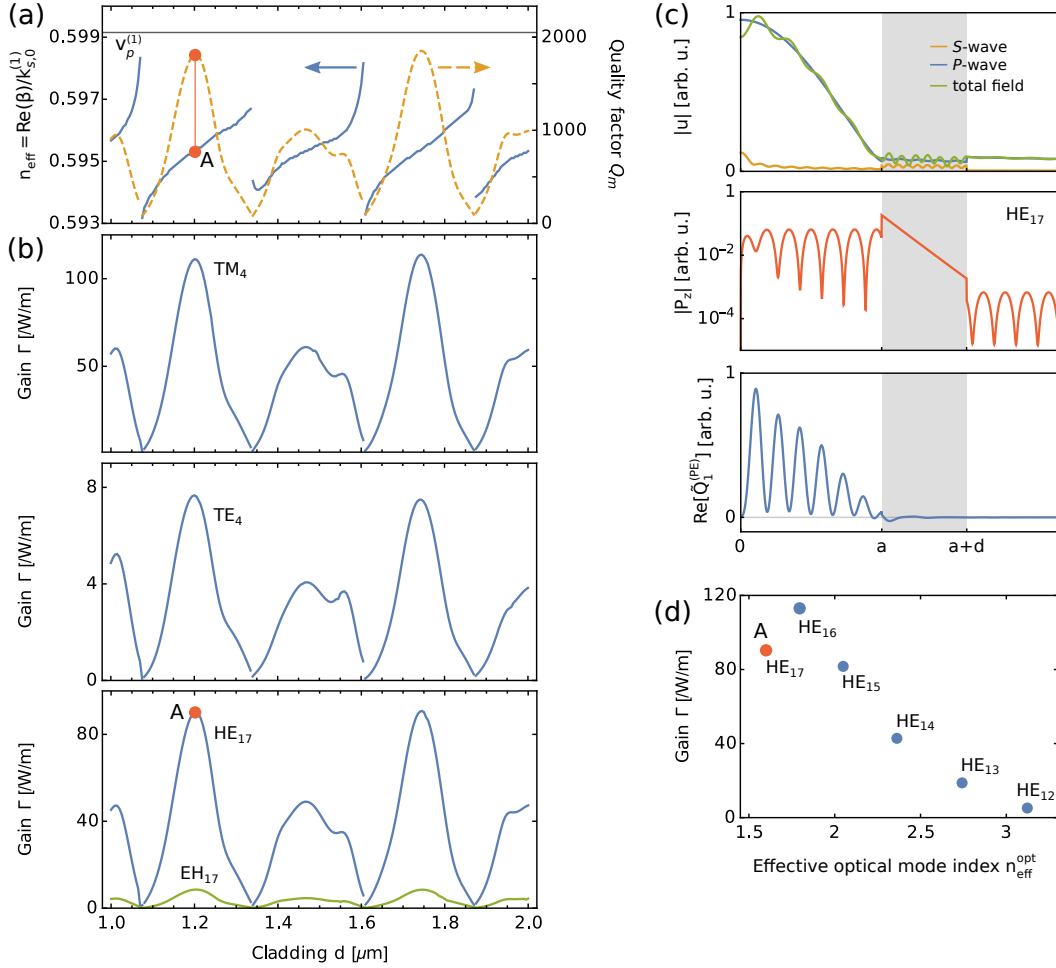 (a)
n_eff = Re(β)/k_{s,0}^{(1)}
0.599
0.597
0.595
0.593
v_p^{(1)}
A
2000
1000
0
Quality factor Q_m
(b)
Gain Γ [/W/m]
100
50
TM_4
Gain Γ [/W/m]
8
4
0
TE_4
Gain Γ [/W/m]
80
40
0
A
HE_17
EH_17
1.0 1.2 1.4 1.6 1.8 2.0
Cladding d [μm]
(c)
|u| [arb. u.]
1
0
S-wave
P-wave
total field
|P_z| [arb. u.]
1
10^{-2}
10^{-4}
HE_17
Re[Q̃_1^{(PE)}] [arb. u.]
1
0
0 a a+d
(d)
Gain Γ [/W/m]
120
80
40
0
A
HE_17
HE_16
HE_15
HE_14
HE_13
HE_12
1.5 2 2.5 3
Effective optical mode index n_eff^opt